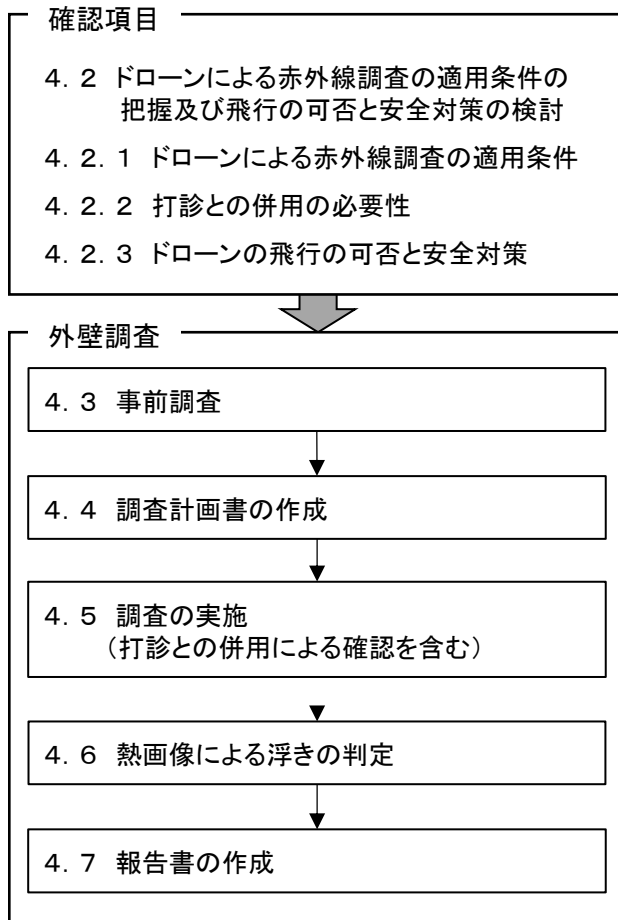 確認項目
4．2 ドローンによる赤外線調査の適用条件の
把握及び飛行の可否と安全対策の検討
4．2．1 ドローンによる赤外線調査の適用条件
4．2．2 打診との併用の必要性
4．2．3 ドローンの飛行の可否と安全対策
外壁調査
4．3 事前調査
4．4 調査計画書の作成
4．5 調査の実施
（打診との併用による確認を含む）
4．6 熱画像による浮きの判定
4．7 報告書の作成